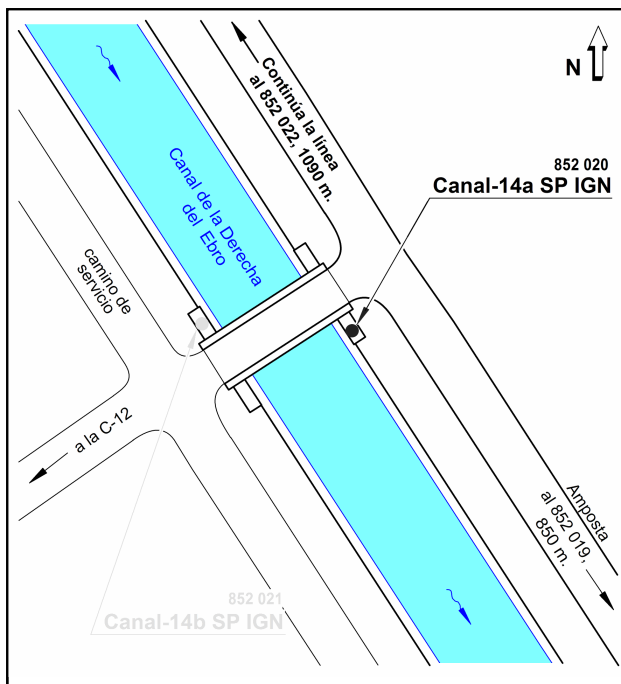 N
Continúa la línea
al 852 022, 1090 m.
852 020
Canal-14a SP IGN
Canal de la Derecha
del Ebro
camino de
servicio
a la C-12
Amposta
al 852 019,
850 m.
852 021
Canal-14b SP IGN